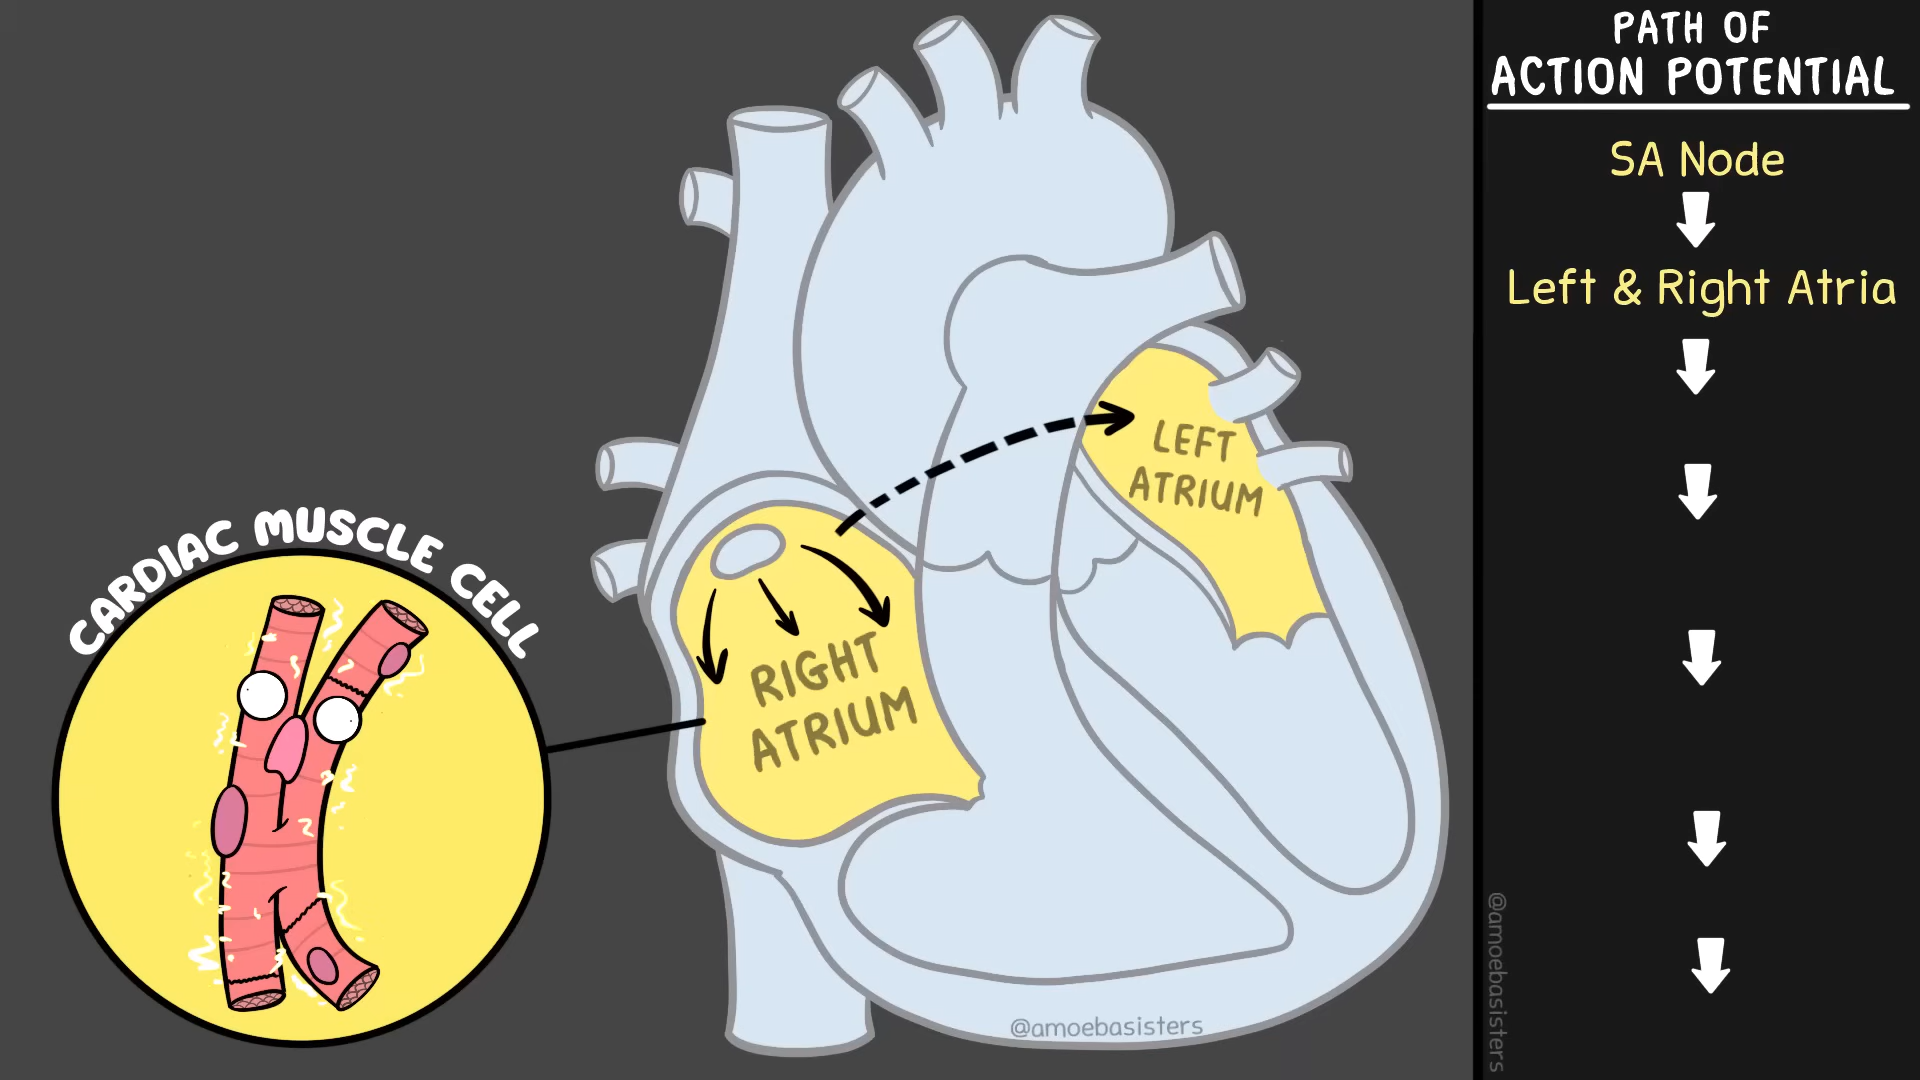 PATH OF
ACTION POTENTIAL
SA Node
Left & Right Atria
LEFT
ATRIUM
RIGHT
ATRIUM
CARDIAC MUSCLE CELL
@amoebasisters
@amoebasisters